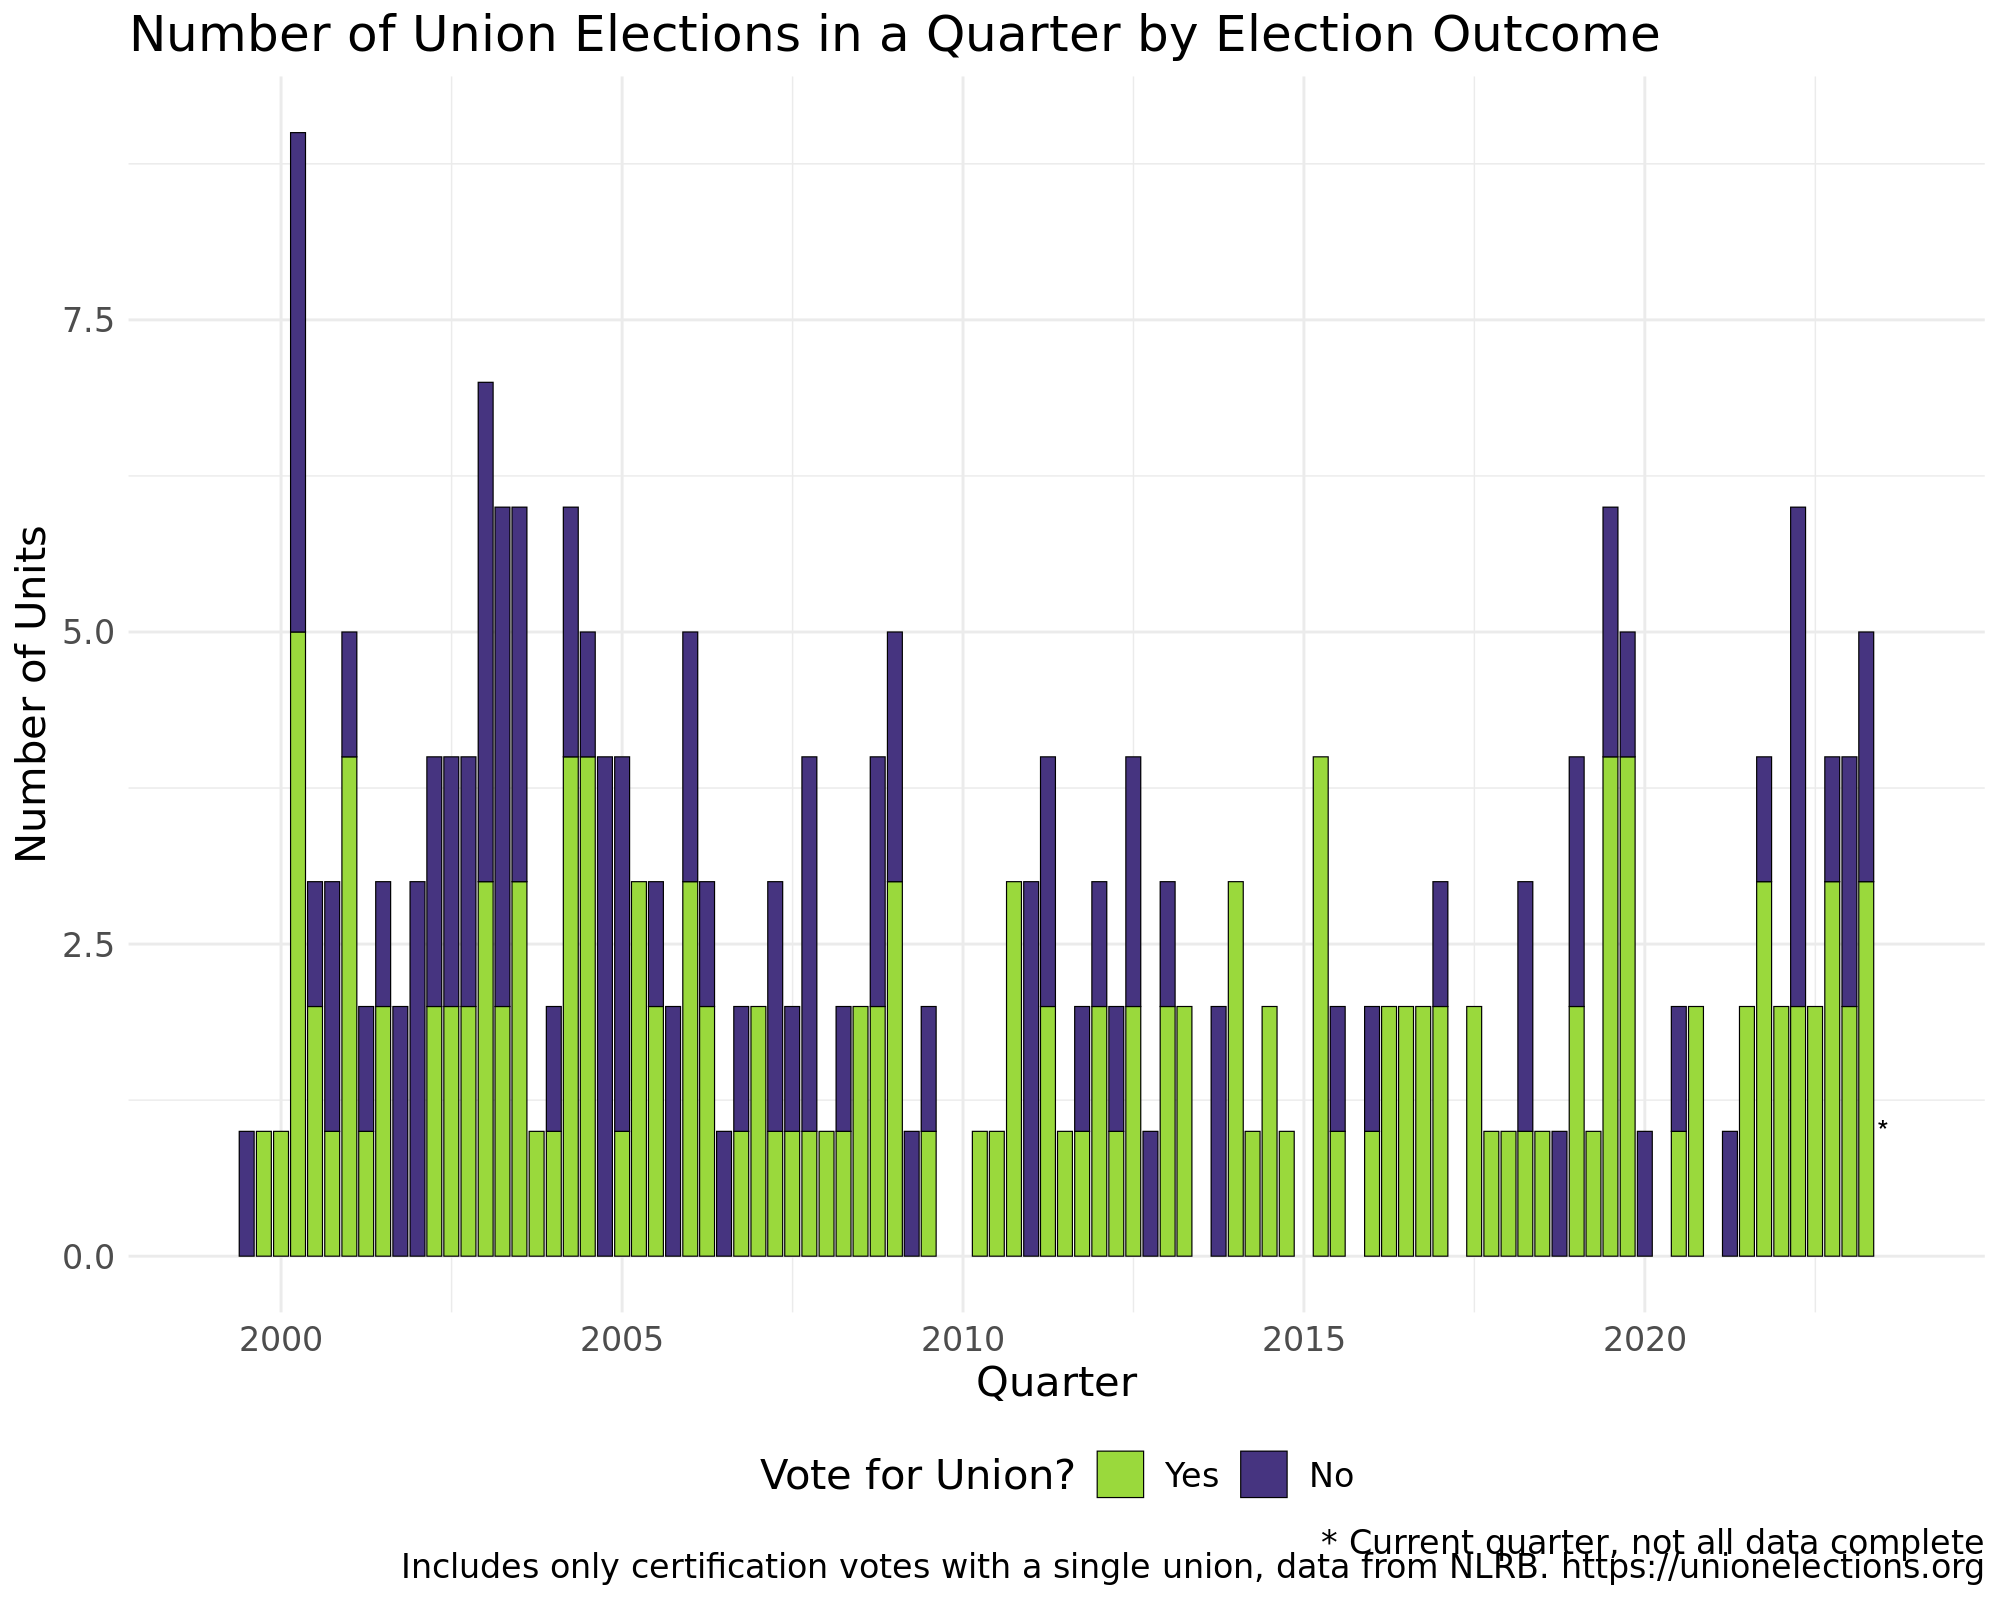 Number of Union Elections in a Quarter by Election Outcome
Number of Units
7.5
5.0
2.5
0.0
*
2000 2005 2010 2015 2020
Quarter
Vote for Union? Yes No
* Current quarter, not all data complete
Includes only certification votes with a single union, data from NLRB. https://unionelections.org